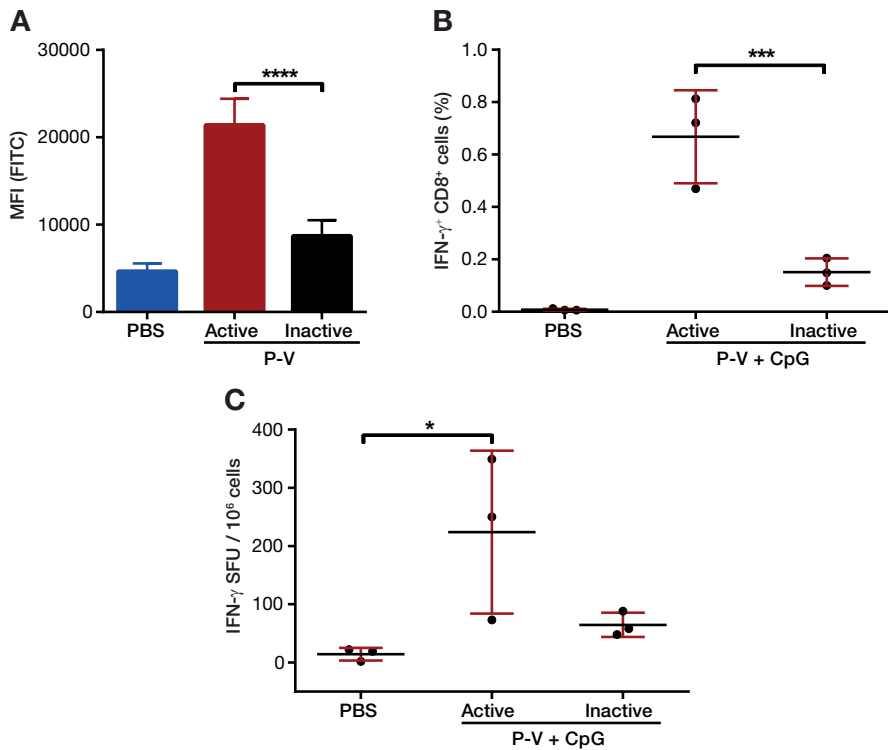 A
MFI (FITC)
30000
20000
10000
0
****
PBS
Active
Inactive
P-V
B
IFN-γ⁺ CD8⁺ cells (%)
1.0
0.8
0.6
0.4
0.2
0.0
***
PBS
Active
Inactive
P-V + CpG
C
IFN-γ SFU / 10⁶ cells
400
300
200
100
0
*
PBS
Active
Inactive
P-V + CpG